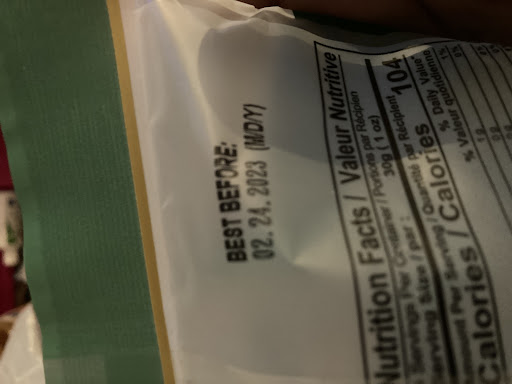 BEST BEFORE:
02. 24. 2023 (M/D/Y)
Nutrition Facts / Valeur Nutritive
Servings Per Container / Portions par Récipient
Serving Size / par : 30g (1 oz)
Amount Per Serving / Quantité par Récipient
Calories / Calories 104
% Daily Value
% Valeur quotidienne